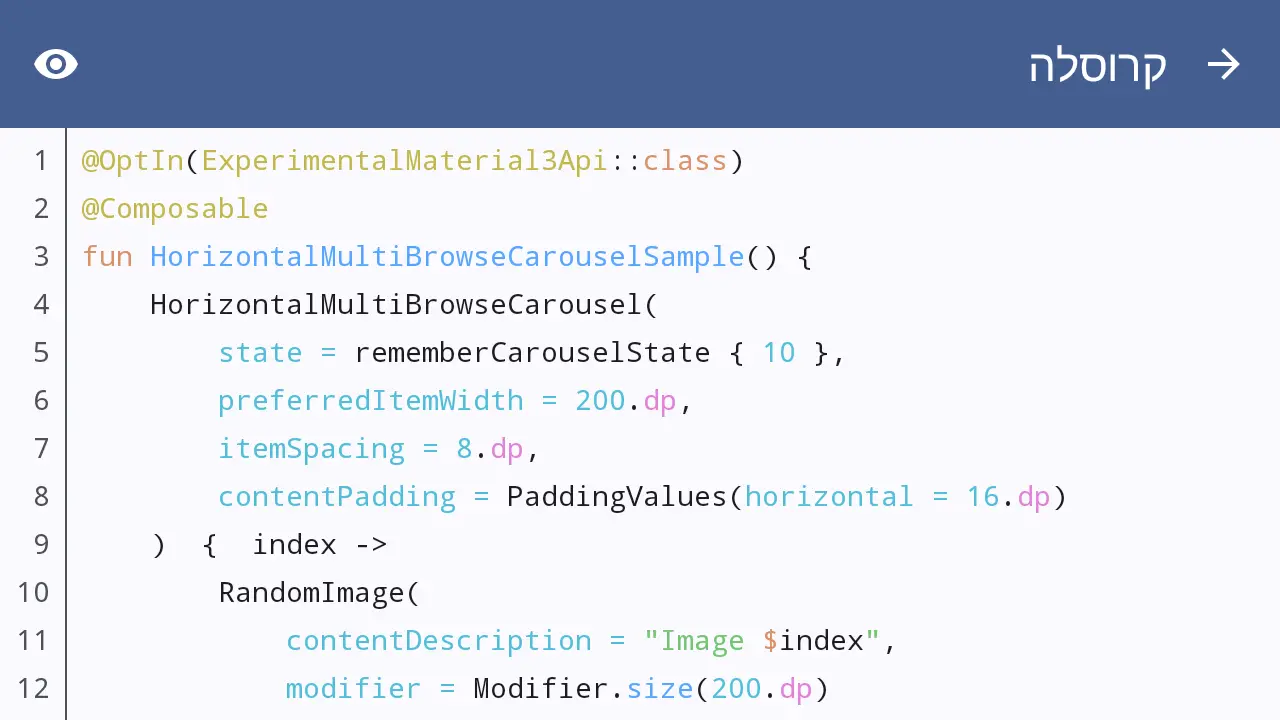 קרוסלה
1 @OptIn(ExperimentalMaterial3Api::class)
2 @Composable
3 fun HorizontalMultiBrowseCarouselSample() {
4     HorizontalMultiBrowseCarousel(
5         state = rememberCarouselState { 10 },
6         preferredItemWidth = 200.dp,
7         itemSpacing = 8.dp,
8         contentPadding = PaddingValues(horizontal = 16.dp)
9     )  {  index ->
10         RandomImage(
11             contentDescription = "Image $index",
12             modifier = Modifier.size(200.dp)